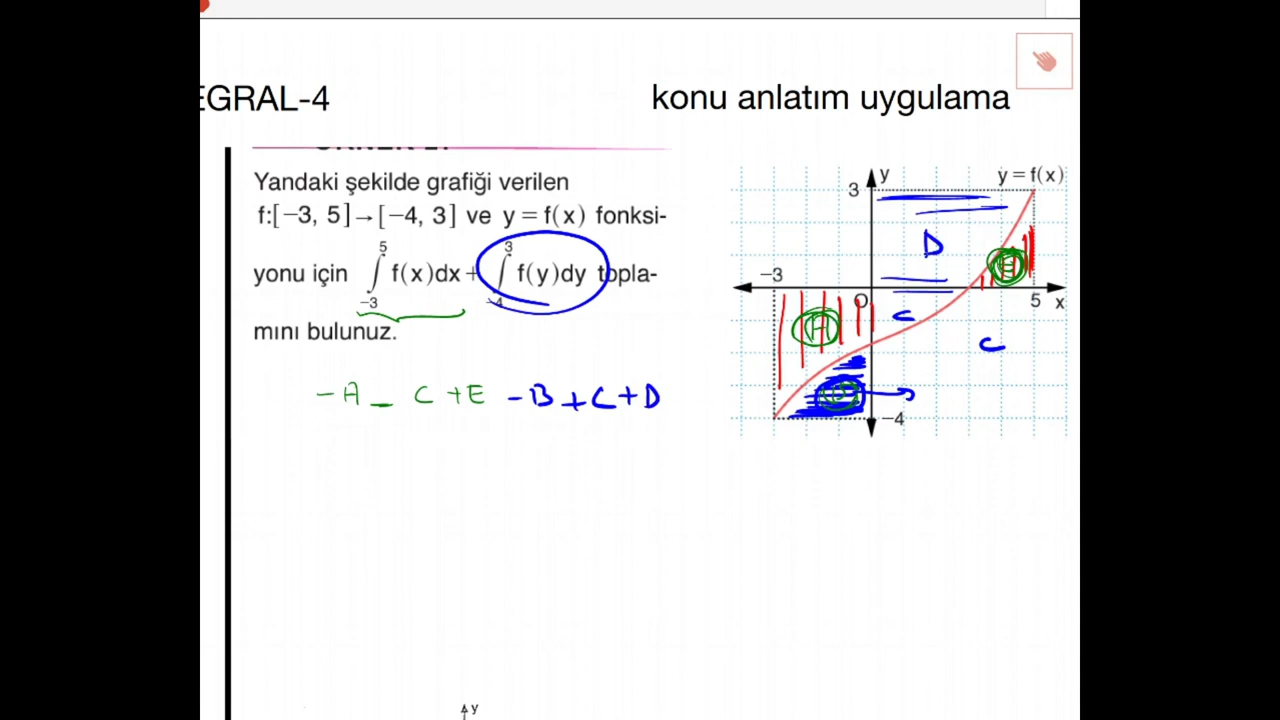 EGRAL-4
konu anlatım uygulama
Yandaki şekilde grafiği verilen
f:[−3, 5]→[−4, 3] ve y = f(x) fonksi-
yonu için ∫ f(x)dx + ∫ f(y)dy topla-
5 3
−3 −4
mını bulunuz.
-A - C + E -B + C + D
y
y = f(x)
3
D
E
−3
O
5 x
C
A
C
−4
y